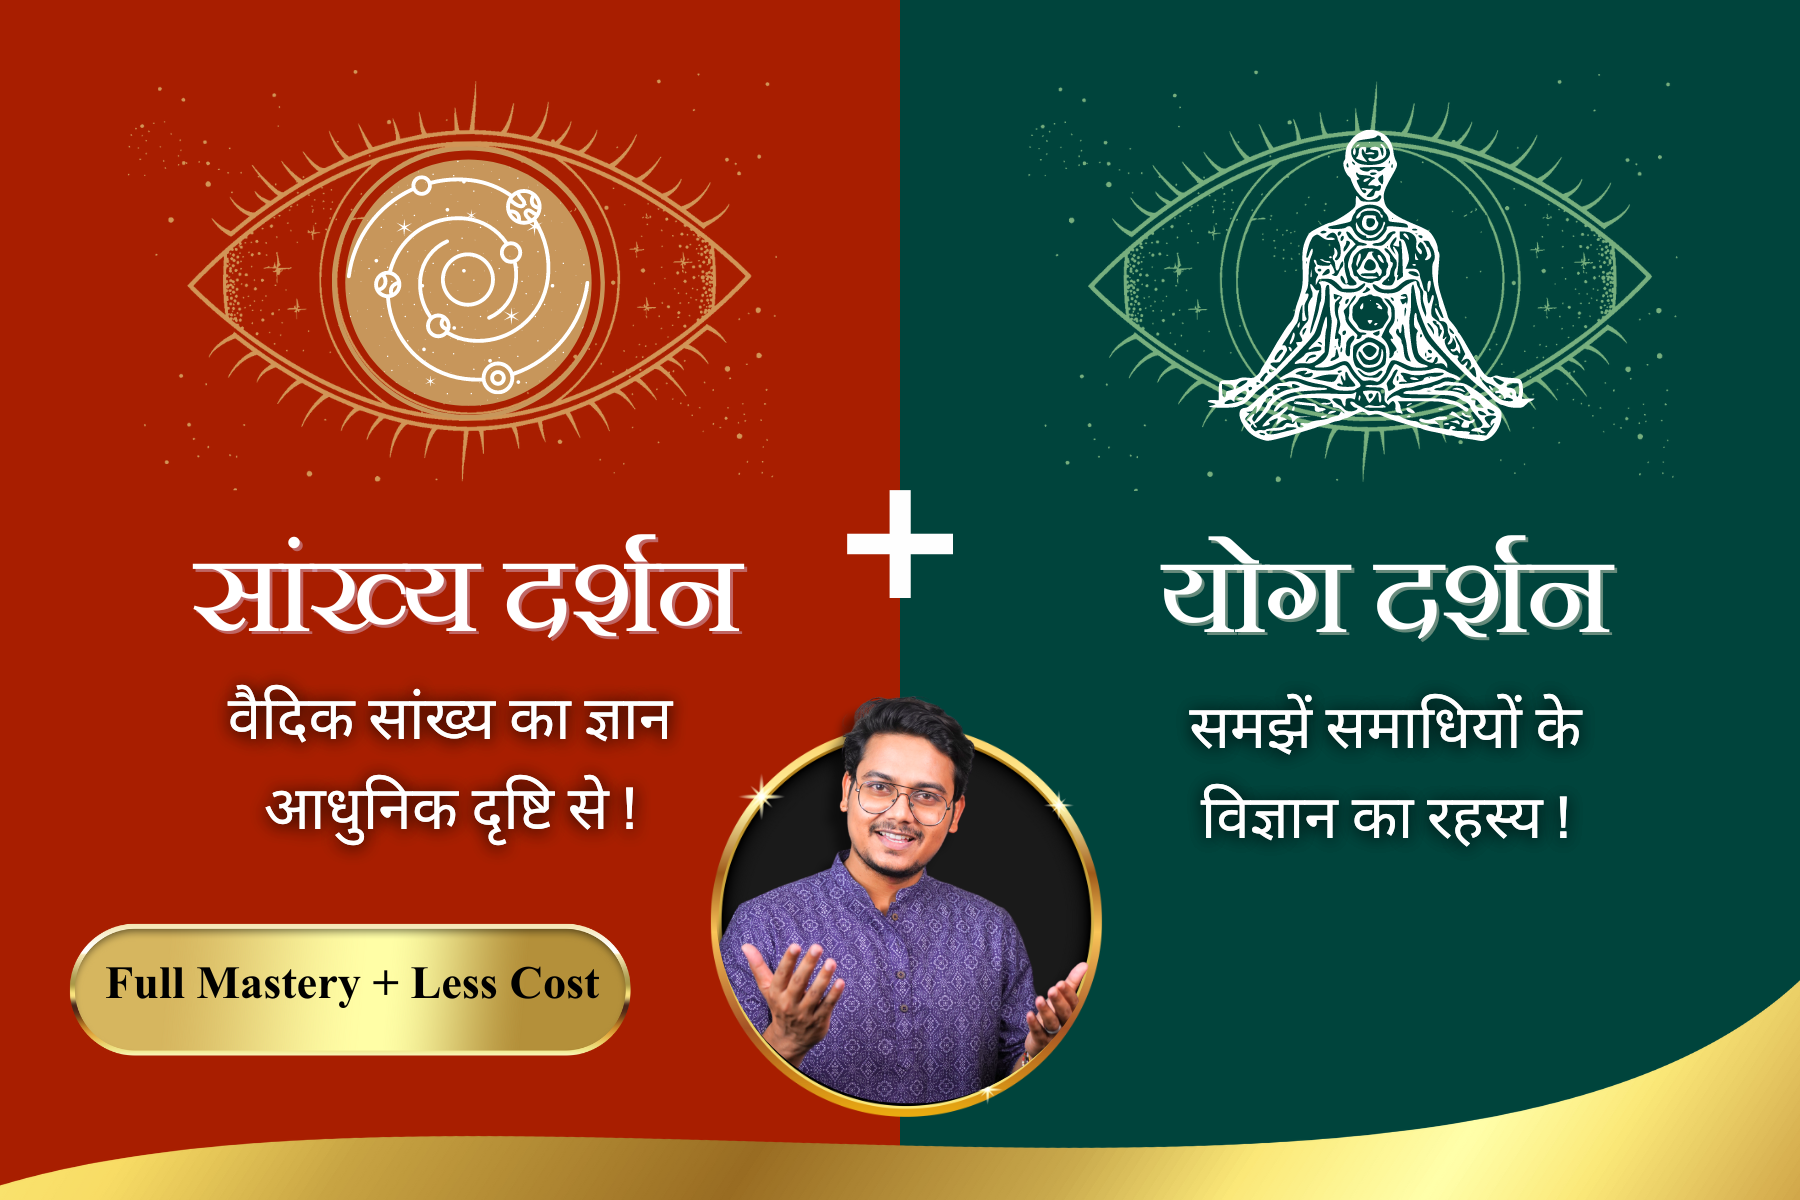 सांख्य दर्शन
वैदिक सांख्य का ज्ञान
आधुनिक दृष्टि से !
Full Mastery + Less Cost
+
योग दर्शन
समझें समाधियों के
विज्ञान का रहस्य !